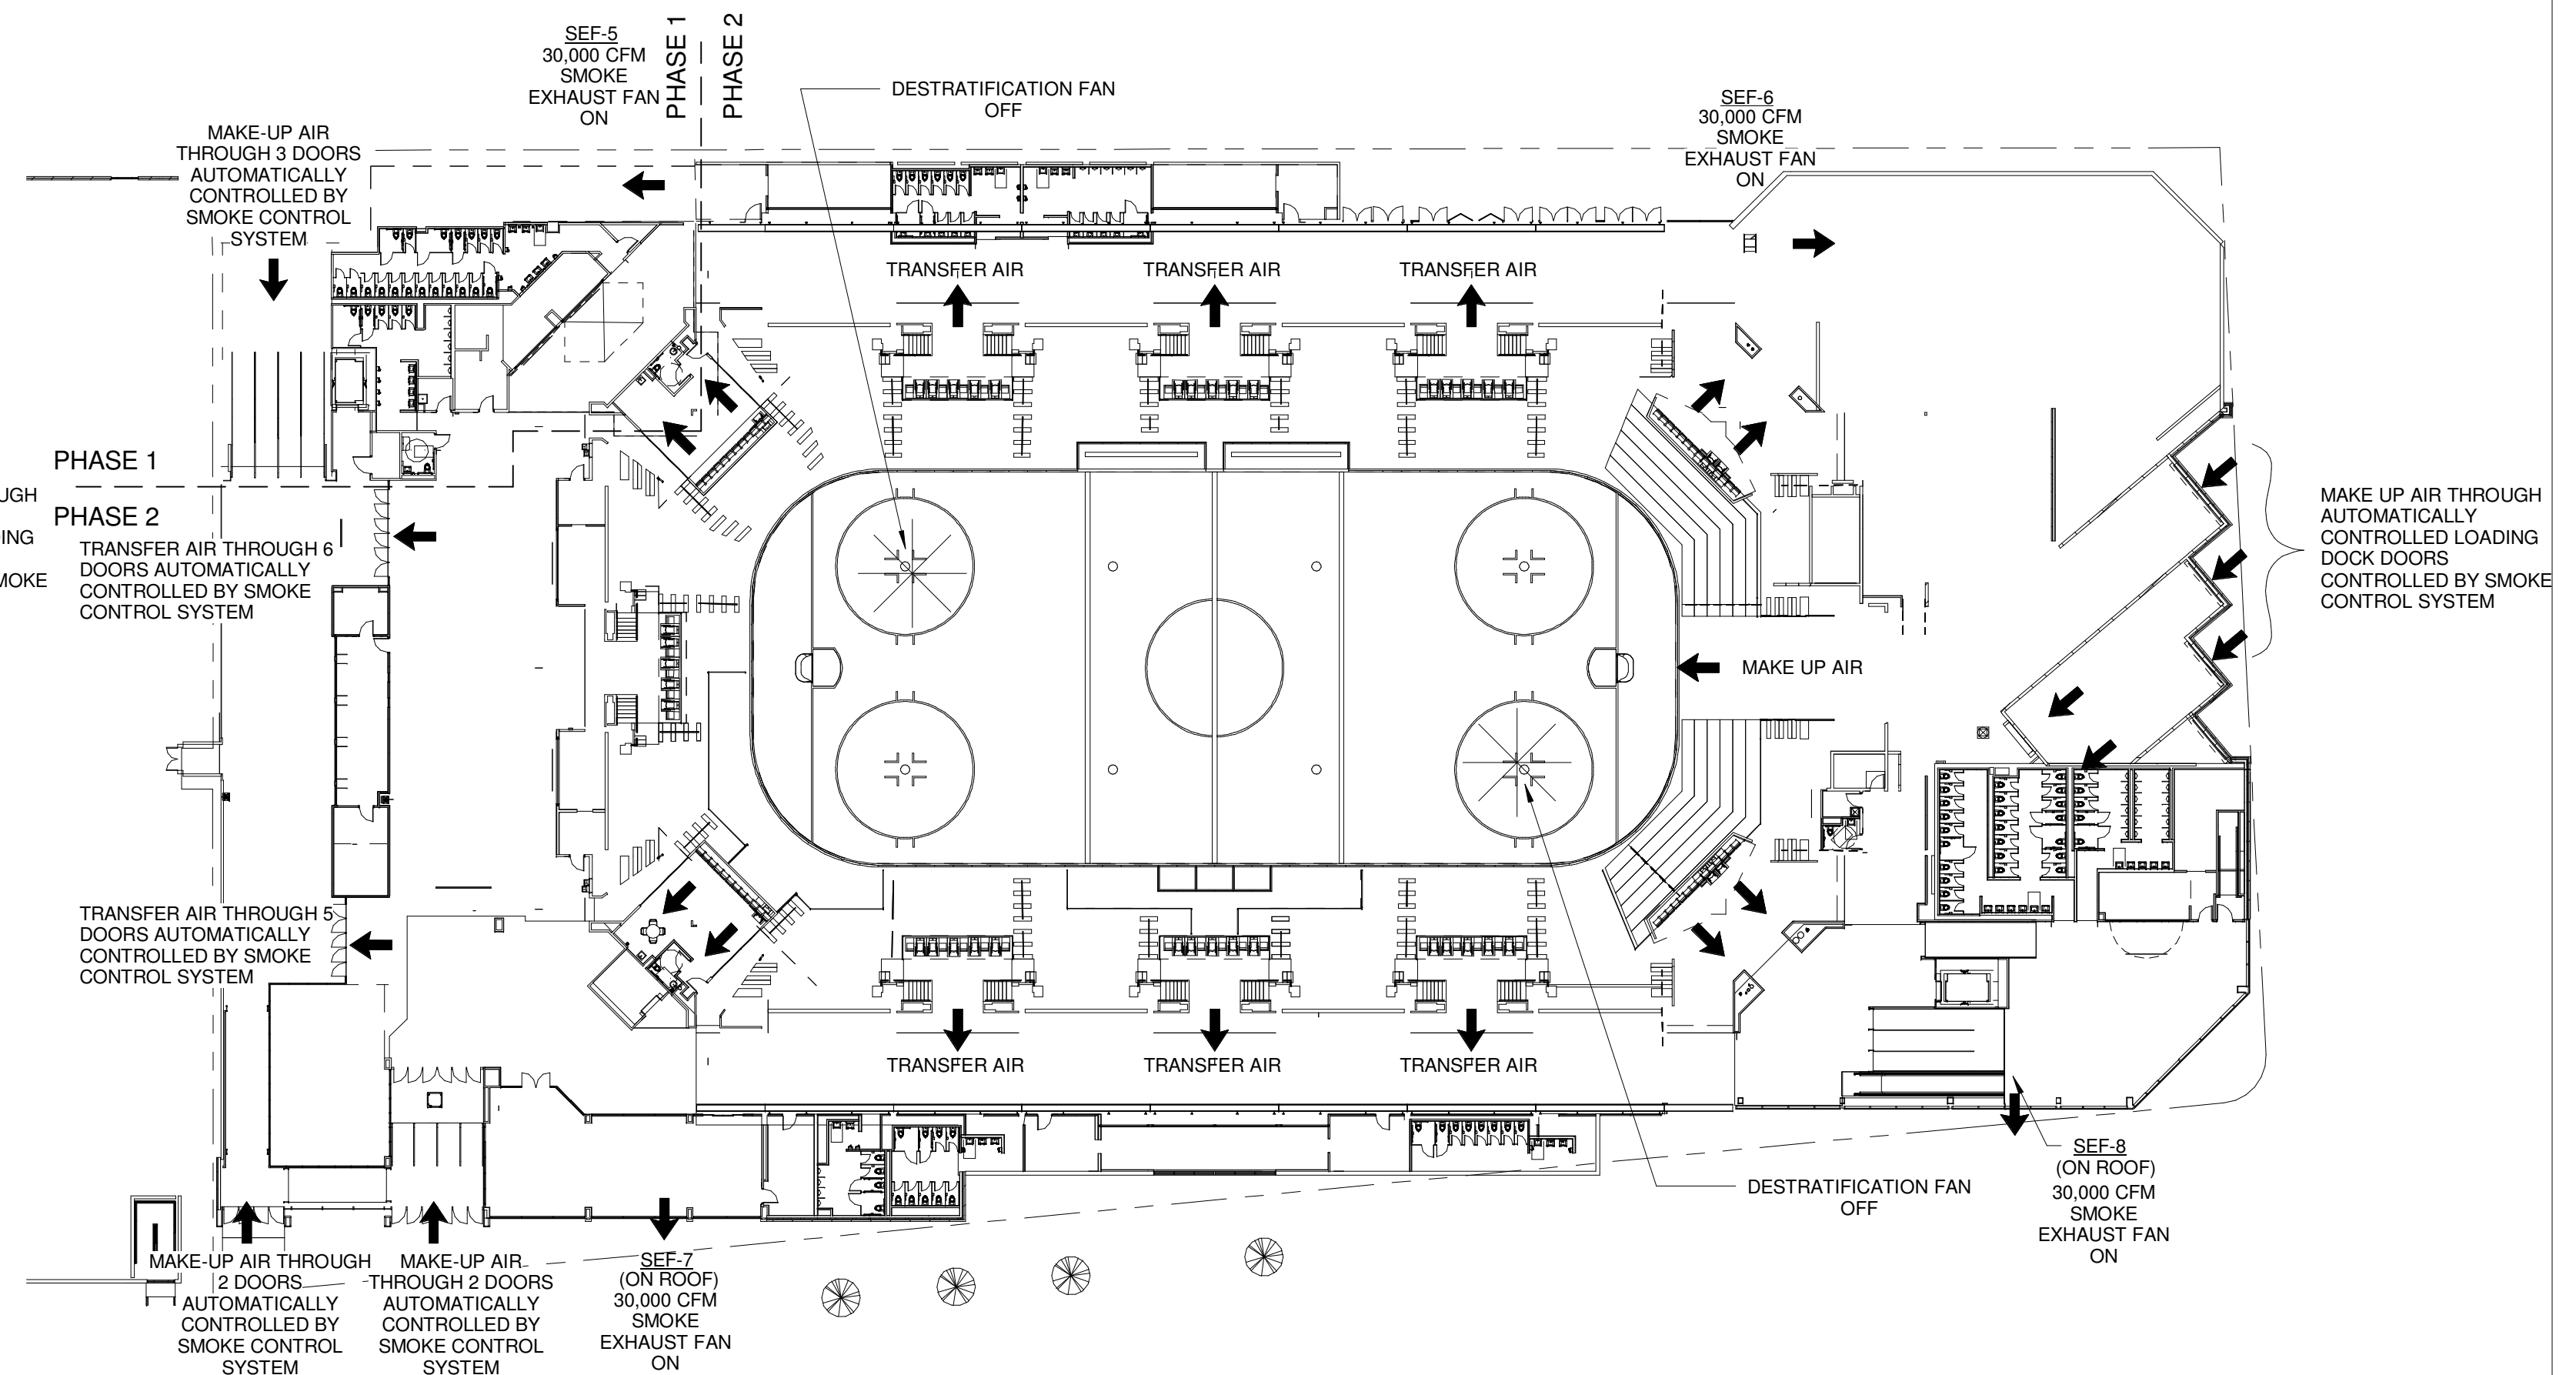 SEF-5
30,000 CFM
SMOKE
EXHAUST FAN
ON
PHASE 1
PHASE 2
DESTRATIFICATION FAN
OFF
SEF-6
30,000 CFM
SMOKE
EXHAUST FAN
ON
MAKE-UP AIR
THROUGH 3 DOORS
AUTOMATICALLY
CONTROLLED BY
SMOKE CONTROL
SYSTEM
TRANSFER AIR
TRANSFER AIR
TRANSFER AIR
PHASE 1
UGH
PHASE 2
ING
MOKE
TRANSFER AIR THROUGH 6
DOORS AUTOMATICALLY
CONTROLLED BY SMOKE
CONTROL SYSTEM
MAKE UP AIR THROUGH
AUTOMATICALLY
CONTROLLED LOADING
DOCK DOORS
CONTROLLED BY SMOKE
CONTROL SYSTEM
MAKE UP AIR
TRANSFER AIR THROUGH 5
DOORS AUTOMATICALLY
CONTROLLED BY SMOKE
CONTROL SYSTEM
TRANSFER AIR
TRANSFER AIR
TRANSFER AIR
DESTRATIFICATION FAN
OFF
SEF-8
(ON ROOF)
30,000 CFM
SMOKE
EXHAUST FAN
ON
MAKE-UP AIR THROUGH
2 DOORS
AUTOMATICALLY
CONTROLLED BY
SMOKE CONTROL
SYSTEM
MAKE-UP AIR
THROUGH 2 DOORS
AUTOMATICALLY
CONTROLLED BY
SMOKE CONTROL
SYSTEM
SEF-7
(ON ROOF)
30,000 CFM
SMOKE
EXHAUST FAN
ON